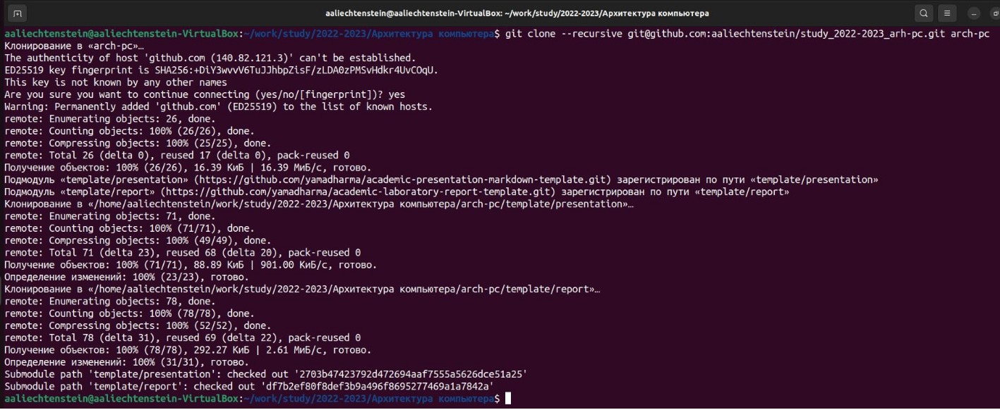 aaliechtenstein@aaliechtenstein-VirtualBox: ~/work/study/2022-2023/Архитектура компьютера
aaliechtenstein@aaliechtenstein-VirtualBox:~/work/study/2022-2023/Архитектура компьютера$ git clone --recursive git@github.com:aaliechtenstein/study_2022-2023_arh-pc.git arch-pc
Клонирование в «arch-pc»…
The authenticity of host 'github.com (140.82.121.3)' can't be established.
ED25519 key fingerprint is SHA256:+DiY3wvvV6TuJJhbpZisF/zLDA0zPMSvHdkr4UvCOqU.
This key is not known by any other names
Are you sure you want to continue connecting (yes/no/[fingerprint])? yes
Warning: Permanently added 'github.com' (ED25519) to the list of known hosts.
remote: Enumerating objects: 26, done.
remote: Counting objects: 100% (26/26), done.
remote: Compressing objects: 100% (25/25), done.
remote: Total 26 (delta 0), reused 17 (delta 0), pack-reused 0
Получение объектов: 100% (26/26), 16.39 КиБ | 16.39 МиБ/с, готово.
Подмодуль «template/presentation» (https://github.com/yamadharma/academic-presentation-markdown-template.git) зарегистрирован по пути «template/presentation»
Подмодуль «template/report» (https://github.com/yamadharma/academic-laboratory-report-template.git) зарегистрирован по пути «template/report»
Клонирование в «/home/aaliechtenstein/work/study/2022-2023/Архитектура компьютера/arch-pc/template/presentation»…
remote: Enumerating objects: 71, done.
remote: Counting objects: 100% (71/71), done.
remote: Compressing objects: 100% (49/49), done.
remote: Total 71 (delta 23), reused 68 (delta 20), pack-reused 0
Получение объектов: 100% (71/71), 88.89 КиБ | 901.00 КиБ/с, готово.
Определение изменений: 100% (23/23), готово.
Клонирование в «/home/aaliechtenstein/work/study/2022-2023/Архитектура компьютера/arch-pc/template/report»…
remote: Enumerating objects: 78, done.
remote: Counting objects: 100% (78/78), done.
remote: Compressing objects: 100% (52/52), done.
remote: Total 78 (delta 31), reused 69 (delta 22), pack-reused 0
Получение объектов: 100% (78/78), 292.27 КиБ | 2.61 МиБ/с, готово.
Определение изменений: 100% (31/31), готово.
Submodule path 'template/presentation': checked out '2703b47423792d472694aaf7555a5626dce51a25'
Submodule path 'template/report': checked out 'df7b2ef80f8def3b9a496f8695277469a1a7842a'
aaliechtenstein@aaliechtenstein-VirtualBox:~/work/study/2022-2023/Архитектура компьютера$